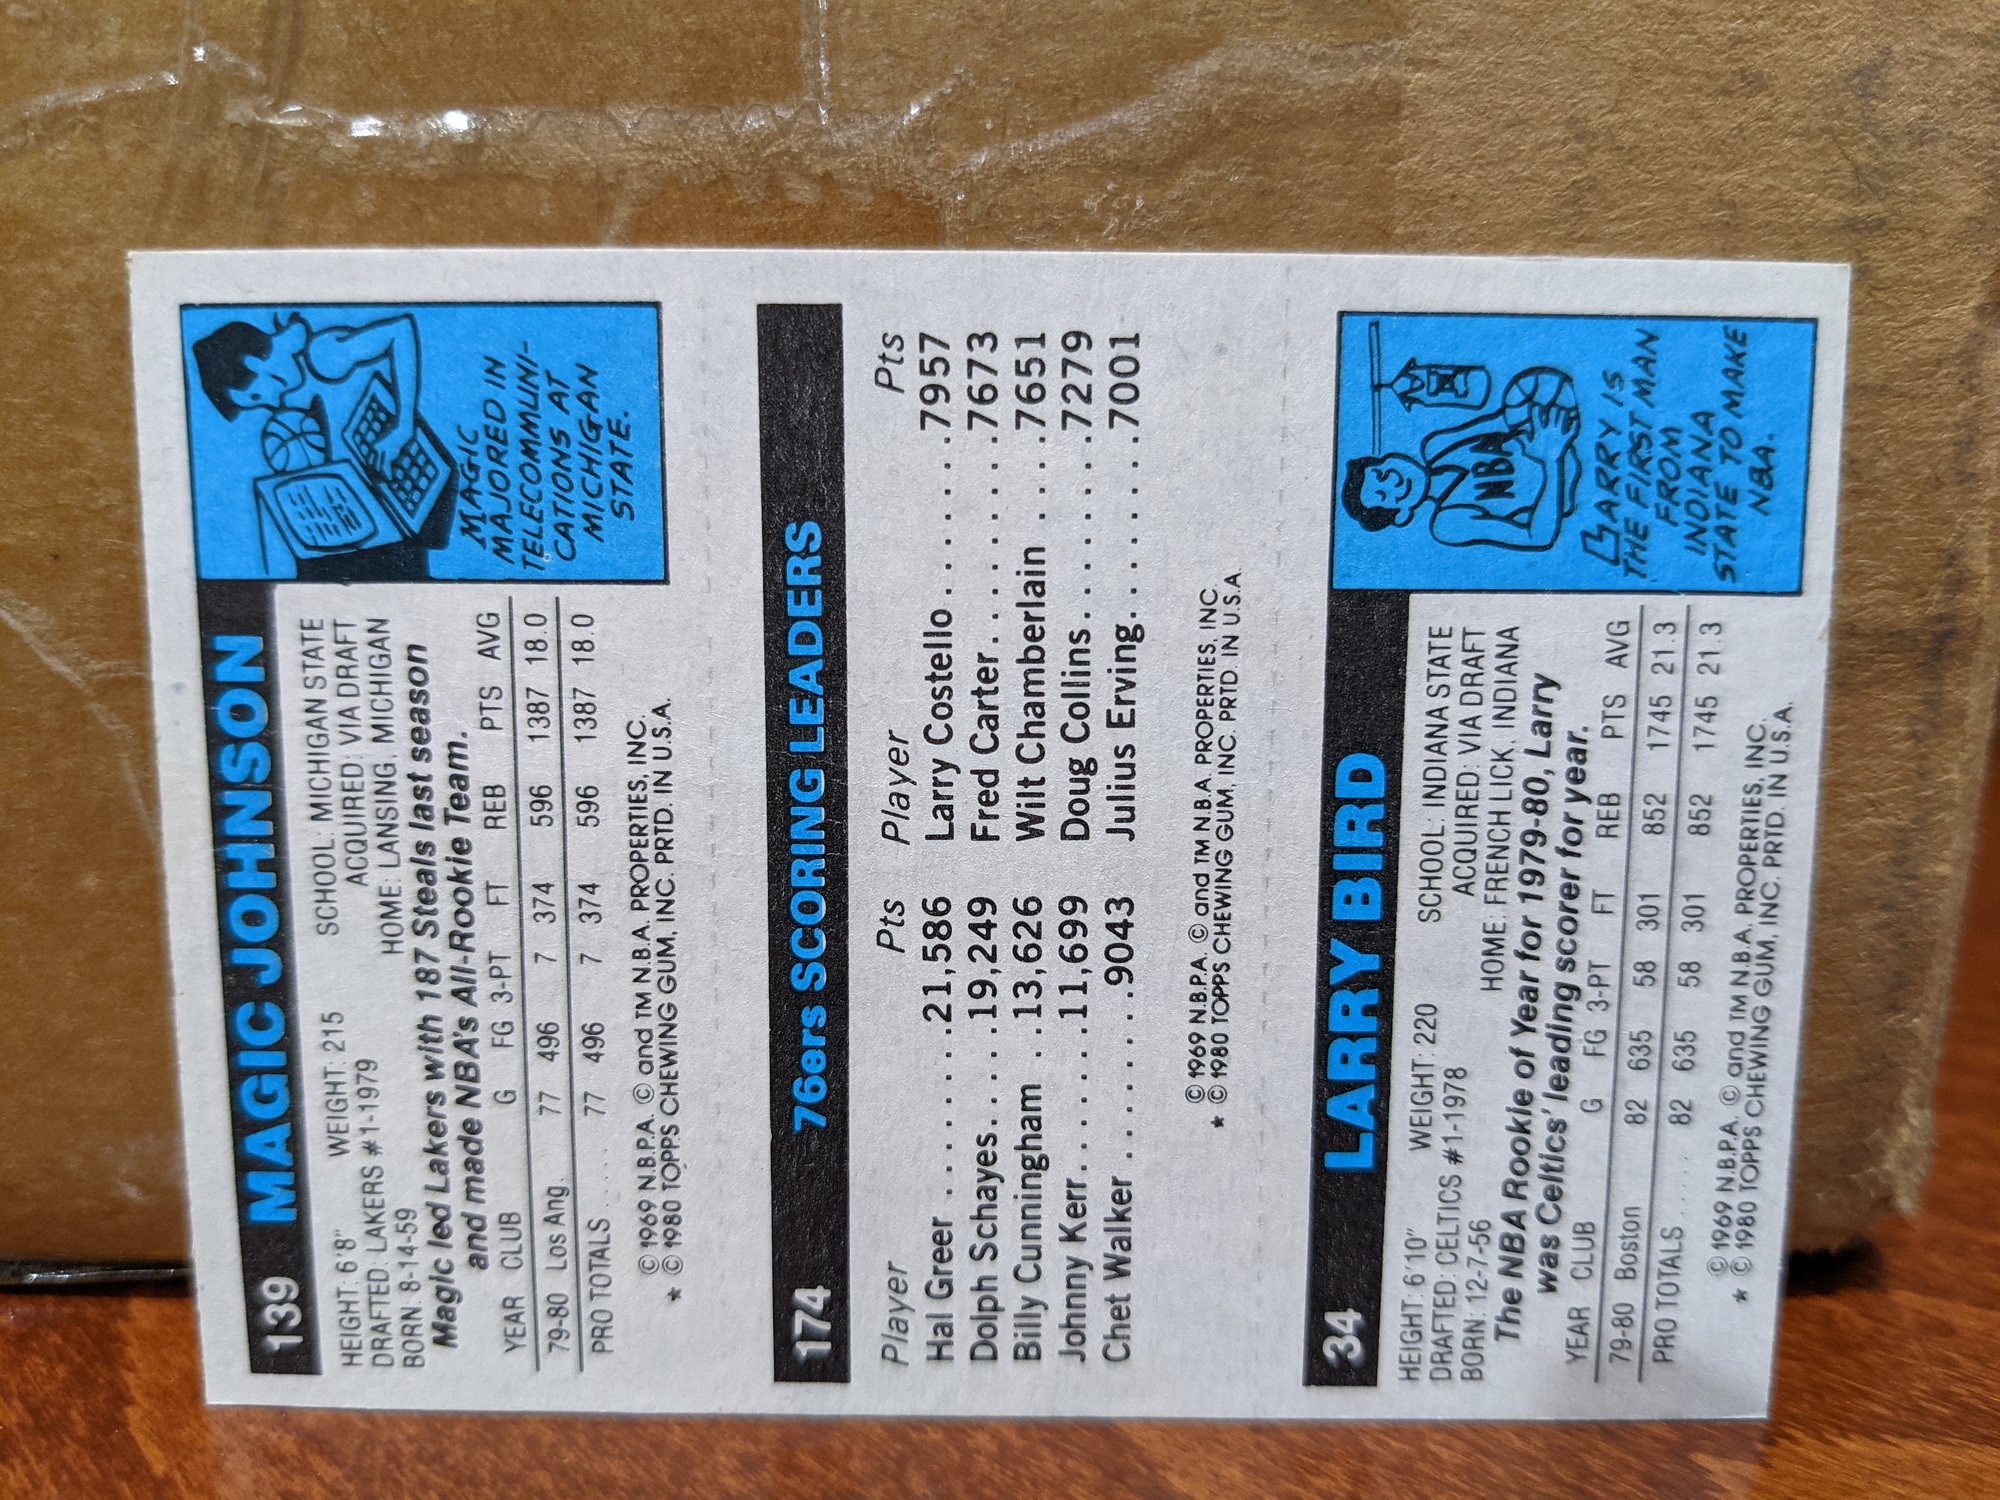 139 MAGIC JOHNSON
HEIGHT: 6'8" WEIGHT: 215 SCHOOL: MICHIGAN STATE
DRAFTED: LAKERS #1-1979 ACQUIRED: VIA DRAFT
BORN: 8-14-59 HOME: LANSING, MICHIGAN
Magic led Lakers with 187 Steals last season
and made NBA's All-Rookie Team.
YEAR CLUB G FG 3-PT FT REB PTS AVG
79-80 Los Ang. 77 496 7 374 596 1387 18.0
PRO TOTALS ..... 77 496 7 374 596 1387 18.0
© 1969 N.B.P.A. © and TM N.B.A. PROPERTIES, INC.
★ © 1980 TOPPS CHEWING GUM, INC. PRTD. IN U.S.A.
MAGIC
MAJORED IN
TELECOMMUNI-
CATIONS AT
MICHIGAN
STATE.
174 76ers SCORING LEADERS
Player Pts Player Pts
Hal Greer ........21,586 Larry Costello........7957
Dolph Schayes....19,249 Fred Carter.........7673
Billy Cunningham ..13,626 Wilt Chamberlain ....7651
Johnny Kerr.......11,699 Doug Collins........7279
Chet Walker .......9043 Julius Erving........7001
© 1969 N.B.P.A. © and TM N.B.A. PROPERTIES, INC.
★ © 1980 TOPPS CHEWING GUM, INC. PRTD. IN U.S.A.
34 LARRY BIRD
HEIGHT: 6'10" WEIGHT: 220 SCHOOL: INDIANA STATE
DRAFTED: CELTICS #1-1978 ACQUIRED: VIA DRAFT
BORN: 12-7-56 HOME: FRENCH LICK, INDIANA
The NBA Rookie of Year for 1979-80, Larry
was Celtics' leading scorer for year.
YEAR CLUB G FG 3-PT FT REB PTS AVG
79-80 Boston 82 635 58 301 852 1745 21.3
PRO TOTALS ..... 82 635 58 301 852 1745 21.3
© 1969 N.B.P.A. © and TM N.B.A. PROPERTIES, INC.
★ © 1980 TOPPS CHEWING GUM, INC. PRTD. IN U.S.A.
NBA
LARRY IS
THE FIRST MAN
FROM
INDIANA
STATE TO MAKE
NBA.